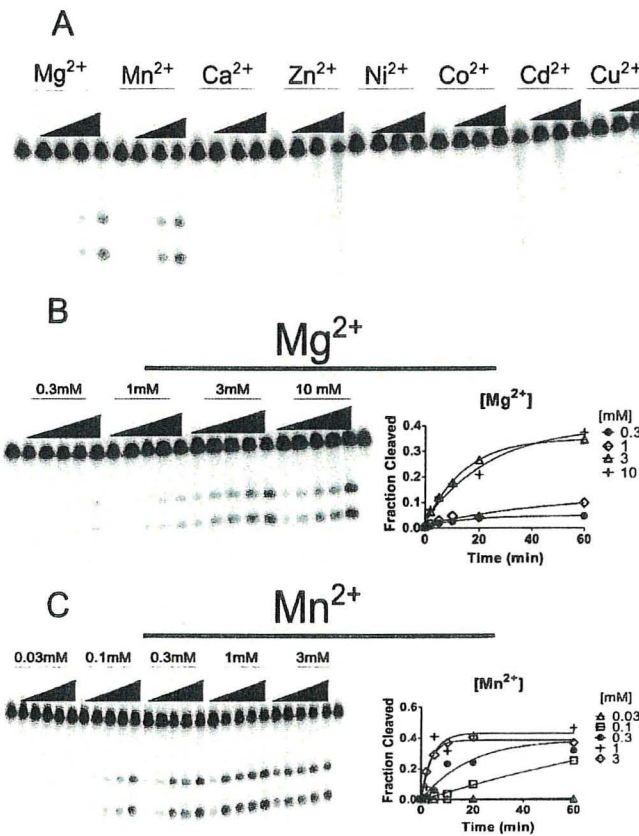 A
Mg2+ Mn2+ Ca2+ Zn2+ Ni2+ Co2+ Cd2+ Cu2+
B
Mg2+
0.3mM 1mM 3mM 10 mM
[Mg2+]
Fraction Cleaved
0.4
0.3
0.2
0.1
0.0
0 20 40 60
Time (min)
[mM]
0.3
1
3
10
C
Mn2+
0.03mM 0.1mM 0.3mM 1mM 3mM
[Mn2+]
Fraction Cleaved
0.6
0.4
0.2
0.0
0 20 40 60
Time (min)
[mM]
0.03
0.1
0.3
1
3